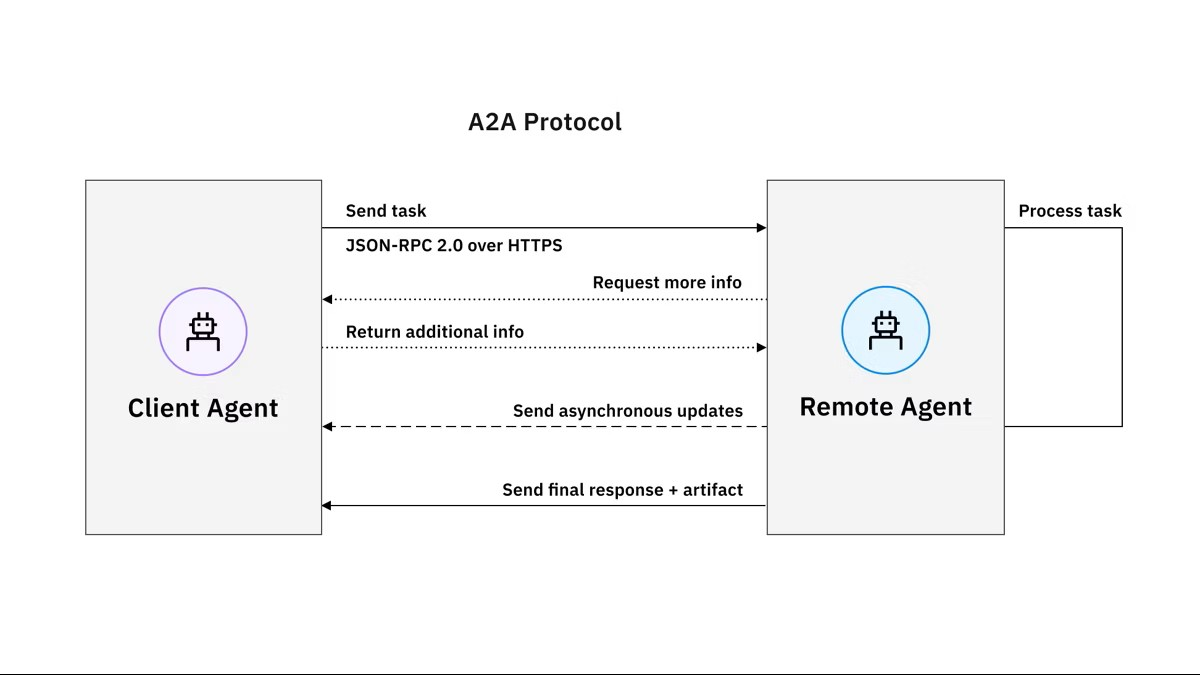 A2A Protocol
Send task
Process task
JSON-RPC 2.0 over HTTPS
Request more info
Return additional info
Client Agent
Remote Agent
Send asynchronous updates
Send final response + artifact